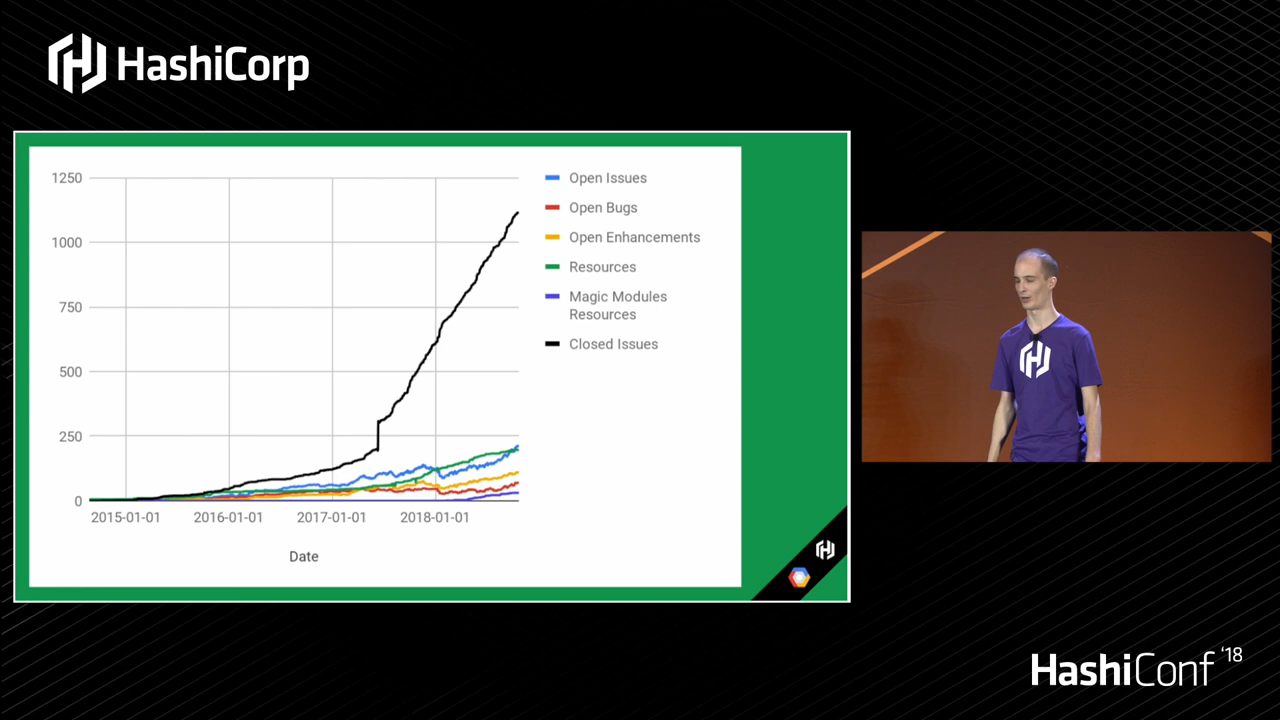 HashiCorp
1250
1000
750
500
250
0
2015-01-01
2016-01-01
2017-01-01
2018-01-01
Date
Open Issues
Open Bugs
Open Enhancements
Resources
Magic Modules
Resources
Closed Issues
HashiConf '18